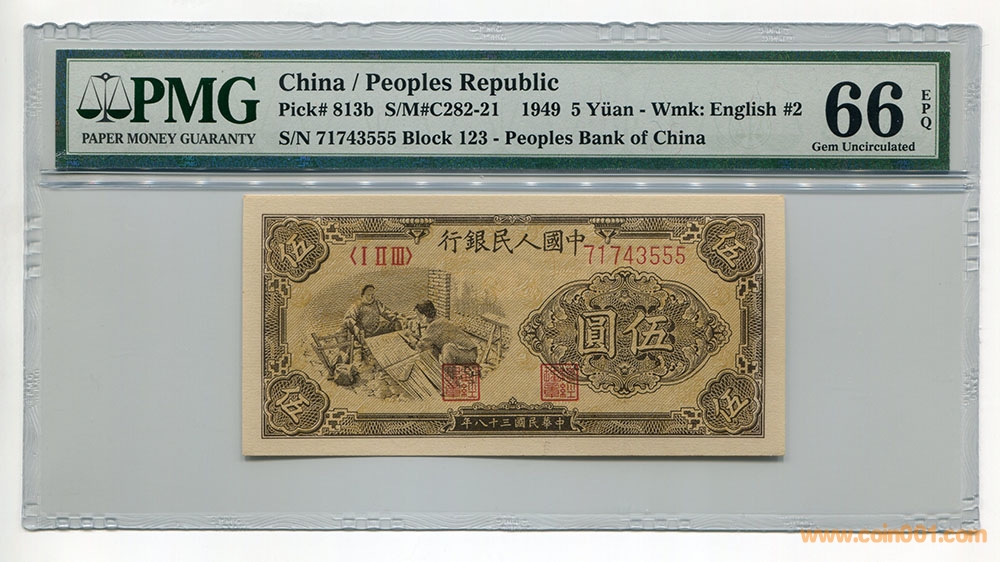 PMG
PAPER MONEY GUARANTY
China / Peoples Republic
Pick# 813b S/M#C282-21 1949 5 Yüan - Wmk: English #2
S/N 71743555 Block 123 - Peoples Bank of China
66
EPQ
Gem Uncirculated
行銀民人國中
〈I II III〉
71743555
伍
伍
圓伍
伍
伍
年八十三國民華中
www.coin001.com